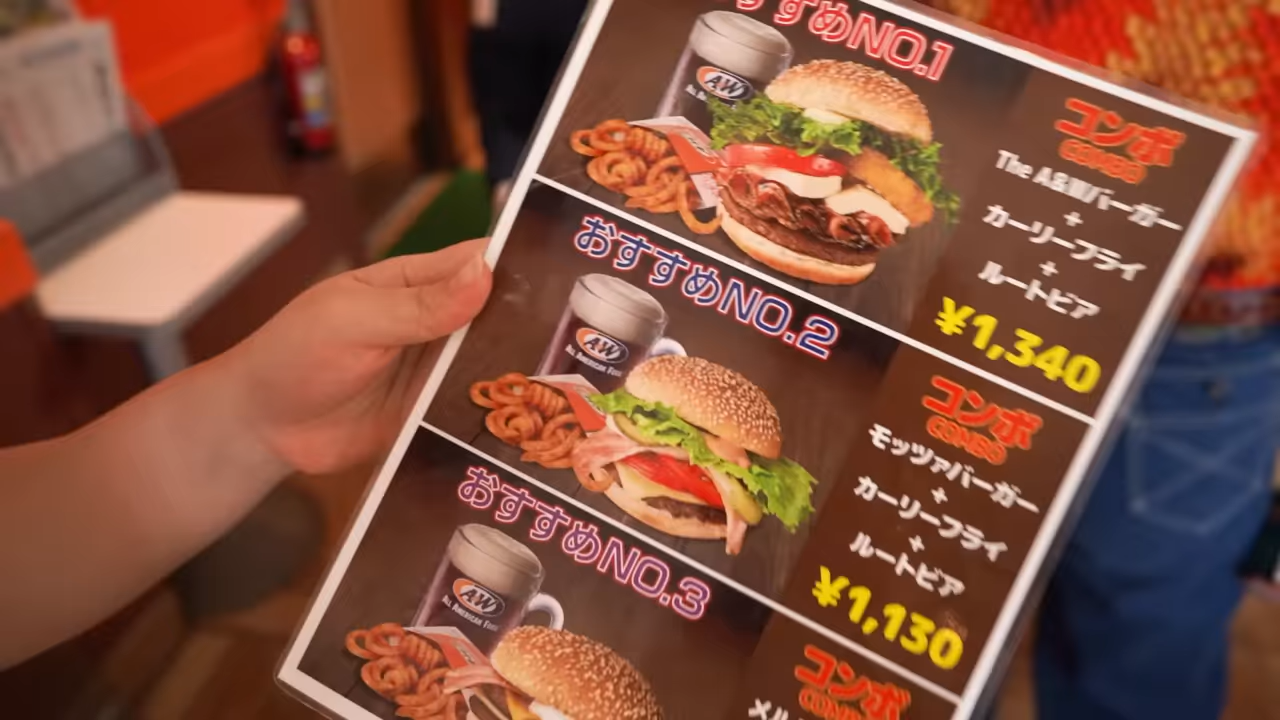 すすめNO.1
A&W
コンボ
COMBO
The A&Wバーガー
+
カーリーフライ
+
ルートビア
¥1,340
おすすめNO.2
A&W
ALL AMERICAN FOOD
コンボ
COMBO
モッツァバーガー
+
カーリーフライ
+
ルートビア
¥1,130
おすすめNO.3
A&W
ALL AMERICAN FOOD
コンボ
COMBO
メル